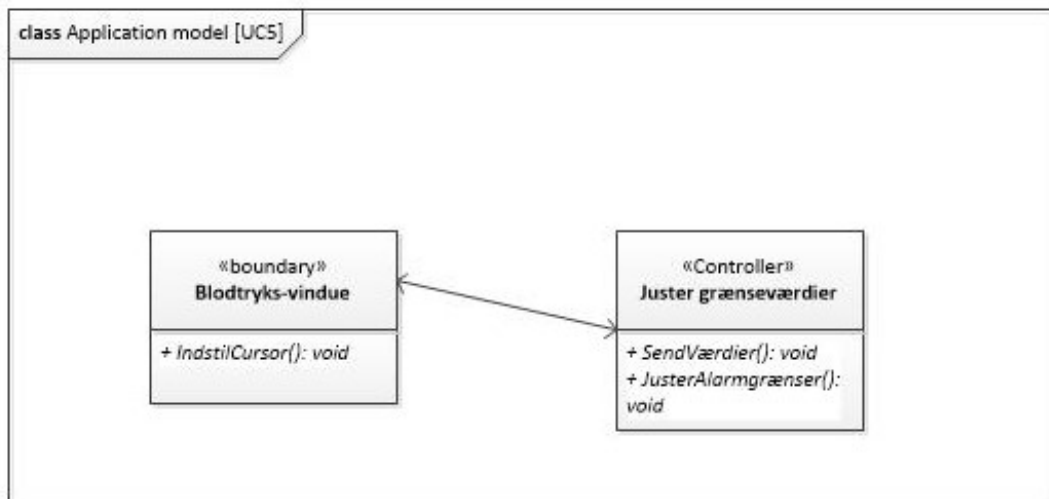 class Application model [UC5]
«boundary»
Blodtryks-vindue
+ IndstilCursor(): void
«Controller»
Juster grænseværdier
+ SendVærdier(): void
+ JusterAlarmgrænser():
void